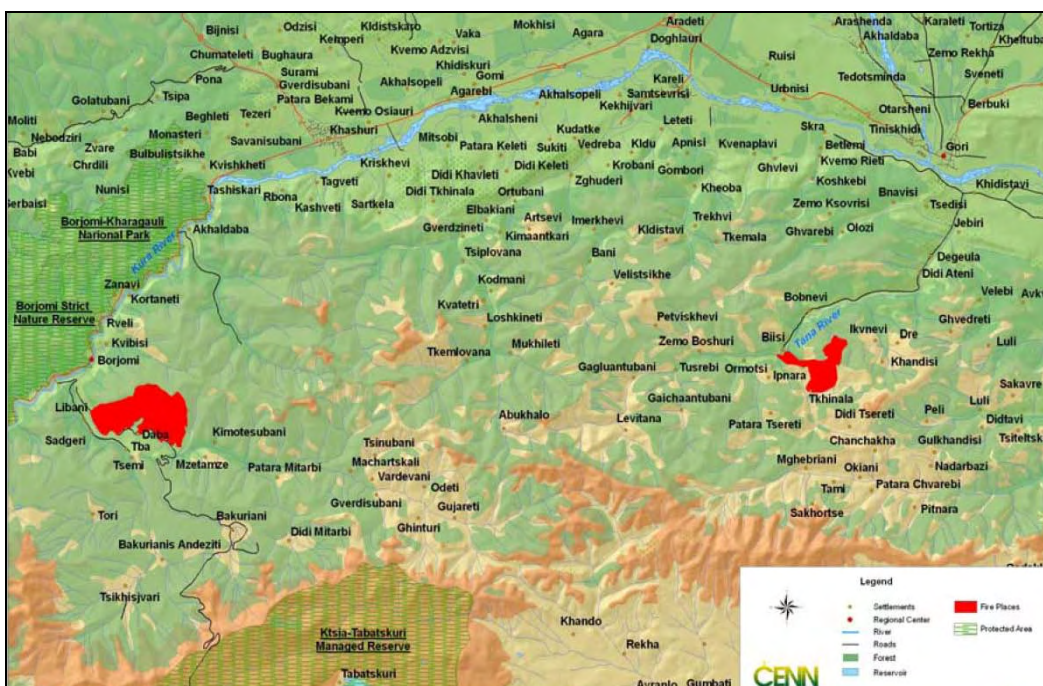 Bijnisi
Odzisi
Kldistskaro
Kemperi
Vaka
Mokhisi
Agara
Aradeti
Doghlauri
Arashenda
Akhaldaba
Karaleti
Tortiza
Kheltuba
Zemo Rekha
Chumateleti
Bughaura
Kvemo Adzvisi
Khidiskuri
Gomi
Ruisi
Tedotsminda
Sveneti
Pona
Surami
Gverdisubani
Akhalsopeli
Agarebi
Akhalsopeli
Kareli
Samtsevrisi
Kekhijvari
Urbnisi
Berbuki
Otarsheni
Tsipa
Patara Bekami
Golatubani
Moliti
Nebodziri
Beghleti
Tezeri
Kvemo Osiauri
Akhalsheni
Leteti
Skra
Tiniskhidi
Babi
Zvare
Monasteri
Savanisubani
Khashuri
Mitsobi
Kudatke
Patara Keleti
Sukiti
Vedreba
Kldu
Apnisi
Kvenaplavi
Betlemi
Gori
Kvebi
Chrdili
Bulbulistsikhe
Kvishkheti
Kriskhevi
Didi Khavleti
Didi Keleti
Krobani
Gombori
Ghvlevi
Kvemo Rieti
Khidistavi
Nunisi
Tashiskari
Tagveti
Didi Tkhinala
Ortubani
Zghuderi
Kheoba
Koshkebi
Bnavisi
Rbona
Kashveti
Sartkela
Elbakiani
Artsevi
Imerkhevi
Trekhvi
Zemo Ksovrisi
Tsedisi
Borjomi-Kharagauli
Narional Park
Akhaldaba
Gverdzineti
Kimaantkari
Kldistavi
Tkemala
Ghvarebi
Olozi
Jebiri
Kura River
Tsiplovana
Bani
Degeula
Didi Ateni
Zanavi
Kortaneti
Kodmani
Velistsikhe
Bobnevi
Velebi
Borjomi Strict
Nature Reserve
Kvatetri
Loshkineti
Petviskhevi
Tana River
Ghvedreti
Rveli
Kvibisi
Mukhileti
Zemo Boshuri
Biisi
Ikvnevi
Dre
Luli
Borjomi
Tkemlovana
Gagluantubani
Tusrebi
Ormotsi
Ipnara
Khandisi
Sakavre
Libani
Gaichaantubani
Tkhinala
Luli
Abukhalo
Levitana
Patara Tsereti
Didi Tsereti
Peli
Didtavi
Sadgeri
Daba
Tba
Kimotesubani
Tsinubani
Chanchakha
Gulkhandisi
Tsemi
Mzetamze
Patara Mitarbi
Machartskali
Vardevani
Odeti
Mghebriani
Okiani
Nadarbazi
Gverdisubani
Gujareti
Tami
Patara Chvarebi
Tori
Bakuriani
Didi Mitarbi
Ghinturi
Sakhortse
Pitnara
Bakurianis Andeziti
Tsikhisjvari
Ktsia-Tabatskuri
Managed Reserve
Tabatskuri
Khando
Rekha
Legend
Settlements
Regional Center
River
Roads
Forest
Reservoir
Fire Places
Protected Area
CENN